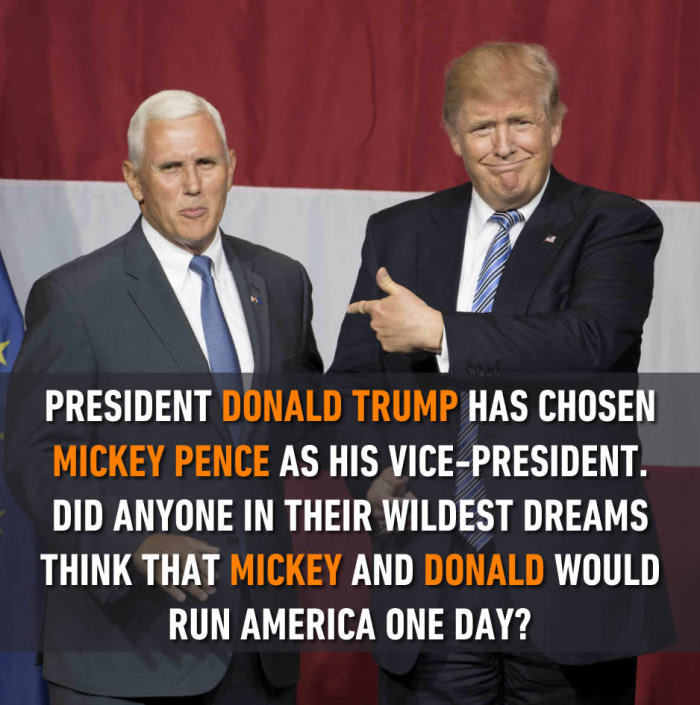 PRESIDENT DONALD TRUMP HAS CHOSEN
MICKEY PENCE AS HIS VICE-PRESIDENT.
DID ANYONE IN THEIR WILDEST DREAMS
THINK THAT MICKEY AND DONALD WOULD
RUN AMERICA ONE DAY?